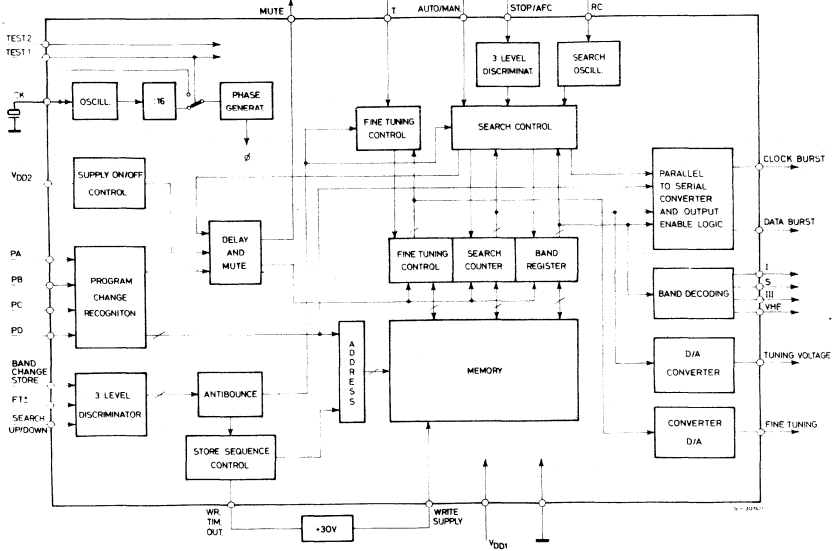 MUTE
T
AUTO/MAN.
STOP/AFC
RC
TEST 2
TEST 1
3 LEVEL
DISCRIMINAT.
SEARCH
OSCILL.
CK
OSCILL.
:16
PHASE
GENERAT.
FINE TUNING
CONTROL
SEARCH CONTROL
Ø
VDD2
SUPPLY ON/OFF
CONTROL
PARALLEL
TO SERIAL
CONVERTER
AND OUTPUT
ENABLE LOGIC
CLOCK BURST
DATA BURST
DELAY
AND
MUTE
FINE TUNING
CONTROL
SEARCH
COUNTER
BAND
REGISTER
PA
PB
PC
PD
PROGRAM
CHANGE
RECOGNITON
BAND DECODING
I
S
III
VHF
ADDRESS
MEMORY
D/A
CONVERTER
TUNING VOLTAGE
BAND
CHANGE
STORE
FT±
SEARCH
UP/DOWN
3 LEVEL
DISCRIMINATOR
ANTIBOUNCE
CONVERTER
D/A
FINE TUNING
STORE SEQUENCE
CONTROL
WR.
TIM.
OUT.
+30V
WRITE
SUPPLY
VDD1